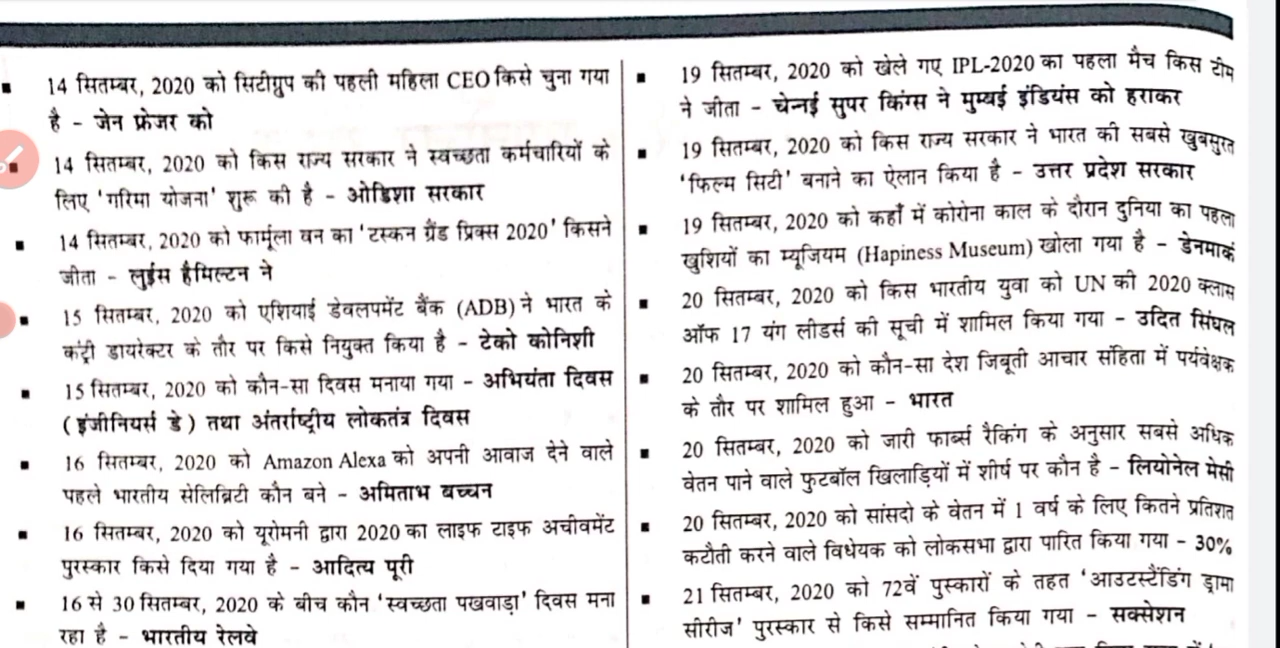 14 सितम्बर, 2020 को सिटीग्रुप की पहली महिला CEO किसे चुना गया
है - जेन फ्रेजर को
14 सितम्बर, 2020 को किस राज्य सरकार ने स्वच्छता कर्मचारियों के
लिए 'गरिमा योजना' शुरू की है - ओडिशा सरकार
14 सितम्बर, 2020 को फार्मूला वन का 'टस्कन ग्रैंड प्रिक्स 2020' किसने
जीता - लुईस हैमिल्टन ने
15 सितम्बर, 2020 को एशियाई डेवलपमेंट बैंक (ADB) ने भारत के
कंट्री डायरेक्टर के तौर पर किसे नियुक्त किया है - टेको कोनिशी
15 सितम्बर, 2020 को कौन-सा दिवस मनाया गया - अभियंता दिवस
(इंजीनियर्स डे) तथा अंतर्राष्ट्रीय लोकतंत्र दिवस
16 सितम्बर, 2020 को Amazon Alexa को अपनी आवाज देने वाले
पहले भारतीय सेलिब्रिटी कौन बने - अमिताभ बच्चन
16 सितम्बर, 2020 को यूरोमनी द्वारा 2020 का लाइफ टाइफ अचीवमेंट
पुरस्कार किसे दिया गया है - आदित्य पूरी
16 से 30 सितम्बर, 2020 के बीच कौन 'स्वच्छता पखवाड़ा' दिवस मना
रहा है - भारतीय रेलवे
19 सितम्बर, 2020 को खेले गए IPL-2020 का पहला मैच किस टीम
ने जीता - चेन्नई सुपर किंग्स ने मुम्बई इंडियंस को हराकर
19 सितम्बर, 2020 को किस राज्य सरकार ने भारत की सबसे खुबसुरत
'फिल्म सिटी' बनाने का ऐलान किया है - उत्तर प्रदेश सरकार
19 सितम्बर, 2020 को कहाँ में कोरोना काल के दौरान दुनिया का पहला
खुशियों का म्यूजियम (Hapiness Museum) खोला गया है - डेनमार्क
20 सितम्बर, 2020 को किस भारतीय युवा को UN की 2020 क्लास
ऑफ 17 यंग लीडर्स की सूची में शामिल किया गया - उदित सिंघल
20 सितम्बर, 2020 को कौन-सा देश जिबूती आचार संहिता में पर्यवेक्षक
के तौर पर शामिल हुआ - भारत
20 सितम्बर, 2020 को जारी फार्ब्स रैकिंग के अनुसार सबसे अधिक
वेतन पाने वाले फुटबॉल खिलाड़ियों में शीर्ष पर कौन है - लियोनेल मेसी
20 सितम्बर, 2020 को सांसदो के वेतन में 1 वर्ष के लिए कितने प्रतिशत
कटौती करने वाले विधेयक को लोकसभा द्वारा पारित किया गया - 30%
21 सितम्बर, 2020 को 72वें पुस्कारों के तहत 'आउटस्टैंडिंग ड्रामा
सीरीज' पुरस्कार से किसे सम्मानित किया गया - सक्सेशन